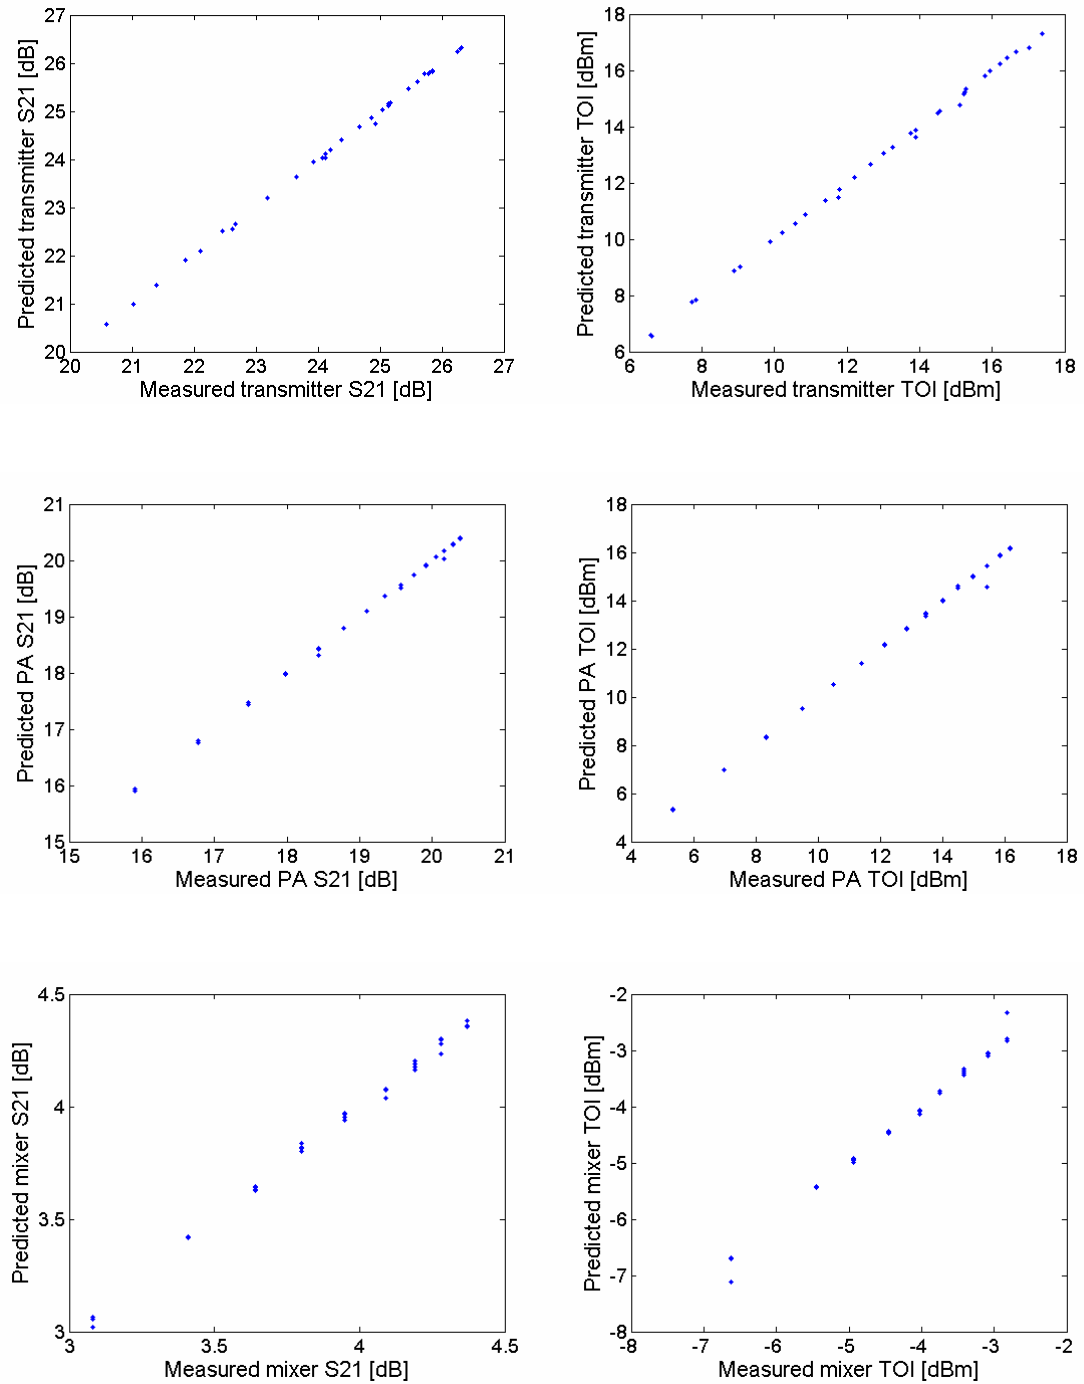 27
26
25
24
23
22
21
20
Predicted transmitter S21 [dB]
20 21 22 23 24 25 26 27
Measured transmitter S21 [dB]
18
16
14
12
10
8
6
Predicted transmitter TOI [dBm]
6 8 10 12 14 16 18
Measured transmitter TOI [dBm]
21
20
19
18
17
16
15
Predicted PA S21 [dB]
15 16 17 18 19 20 21
Measured PA S21 [dB]
18
16
14
12
10
8
6
4
Predicted PA TOI [dBm]
4 6 8 10 12 14 16 18
Measured PA TOI [dBm]
4.5
4
3.5
3
Predicted mixer S21 [dB]
3 3.5 4 4.5
Measured mixer S21 [dB]
-2
-3
-4
-5
-6
-7
-8
Predicted mixer TOI [dBm]
-8 -7 -6 -5 -4 -3 -2
Measured mixer TOI [dBm]